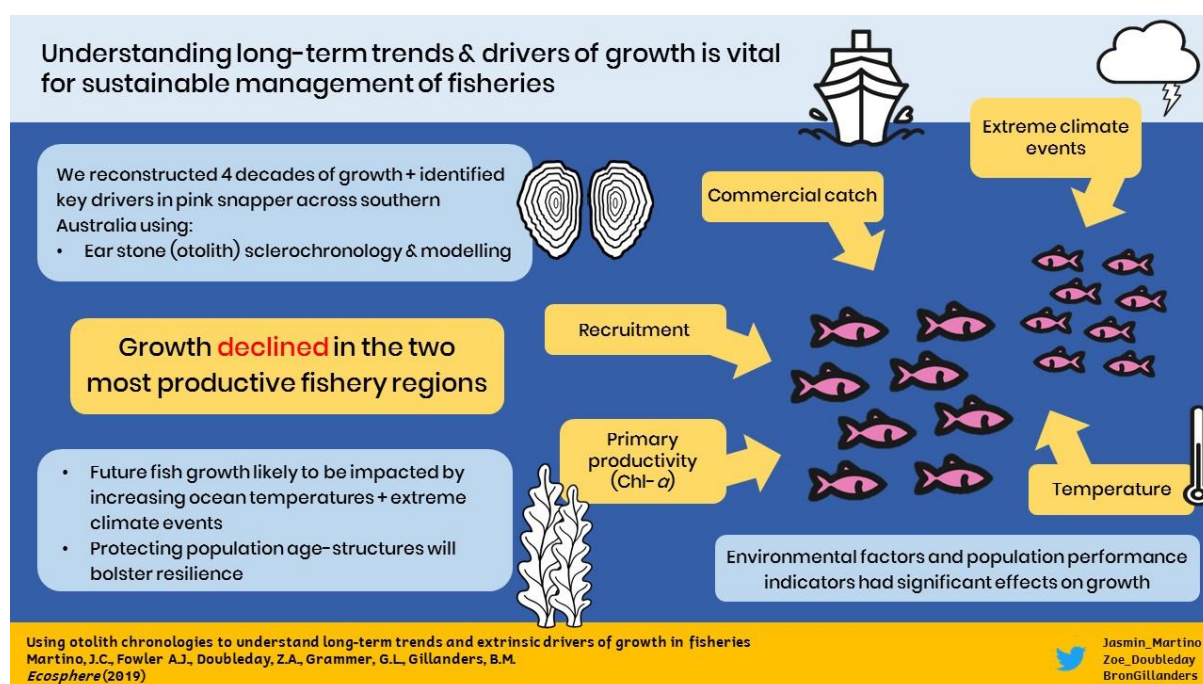 Understanding long-term trends & drivers of growth is vital
for sustainable management of fisheries
We reconstructed 4 decades of growth + identified
key drivers in pink snapper across southern
Australia using:
• Ear stone (otolith) sclerochronology & modelling
Growth declined in the two
most productive fishery regions
• Future fish growth likely to be impacted by
increasing ocean temperatures + extreme
climate events
• Protecting population age-structures will
bolster resilience
Extreme climate
events
Commercial catch
Recruitment
Primary
productivity
(Chl-a)
Temperature
Environmental factors and population performance
indicators had significant effects on growth
Using otolith chronologies to understand long-term trends and extrinsic drivers of growth in fisheries
Martino, J.C., Fowler A.J., Doubleday, Z.A., Grammer, G.L., Gillanders, B.M.
Ecosphere (2019)
Jasmin_Martino
Zoe_Doubleday
BronGillanders